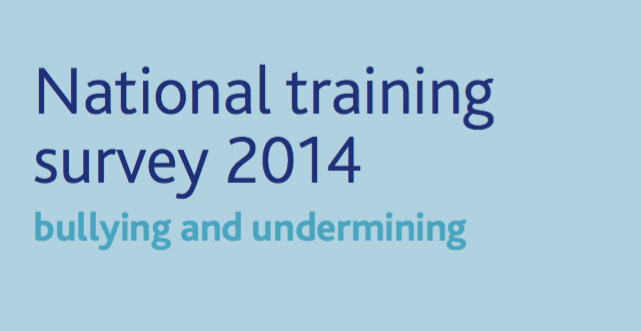 National training
survey 2014
bullying and undermining